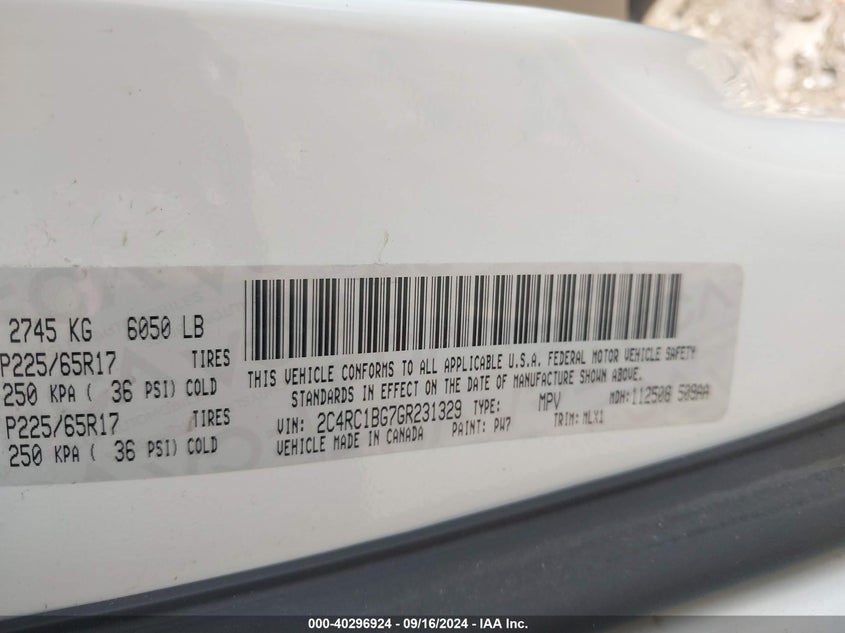 2745 KG 6050 LB
P225/65R17 TIRES
250 KPA ( 36 PSI) COLD
P225/65R17 TIRES
250 KPA ( 36 PSI) COLD
THIS VEHICLE CONFORMS TO ALL APPLICABLE U.S.A. FEDERAL MOTOR VEHICLE SAFETY
STANDARDS IN EFFECT ON THE DATE OF MANUFACTURE SHOWN ABOVE.
VIN: 2C4RC1BG7GR231329 TYPE: MPV MDH: 112508 509AA
VEHICLE MADE IN CANADA PAINT: PW7 TRIM: MLX1
000-40296924 - 09/16/2024 - IAA Inc.